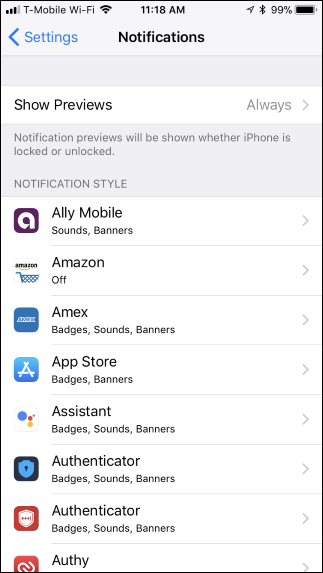 T-Mobile Wi-Fi 11:18 AM 99%
Settings Notifications
Show Previews Always
Notification previews will be shown whether iPhone is
locked or unlocked.
NOTIFICATION STYLE
Ally Mobile
Sounds, Banners
amazon
Amazon
Off
AMEX
Amex
Badges, Sounds, Banners
App Store
Badges, Banners
Assistant
Badges, Sounds, Banners
Authenticator
Badges, Sounds, Banners
Authenticator
Badges, Sounds, Banners
Authy